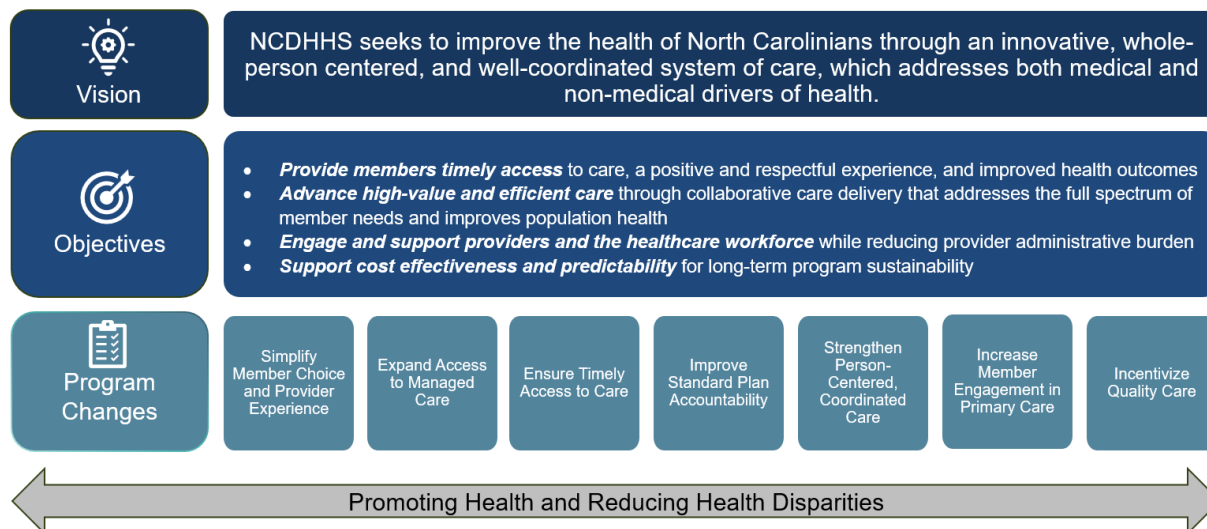 Vision
NCDHHS seeks to improve the health of North Carolinians through an innovative, whole-
person centered, and well-coordinated system of care, which addresses both medical and
non-medical drivers of health.
Objectives
• Provide members timely access to care, a positive and respectful experience, and improved health outcomes
• Advance high-value and efficient care through collaborative care delivery that addresses the full spectrum of
member needs and improves population health
• Engage and support providers and the healthcare workforce while reducing provider administrative burden
• Support cost effectiveness and predictability for long-term program sustainability
Program
Changes
Simplify
Member Choice
and Provider
Experience
Expand Access
to Managed
Care
Ensure Timely
Access to Care
Improve
Standard Plan
Accountability
Strengthen
Person-
Centered,
Coordinated
Care
Increase
Member
Engagement in
Primary Care
Incentivize
Quality Care
Promoting Health and Reducing Health Disparities